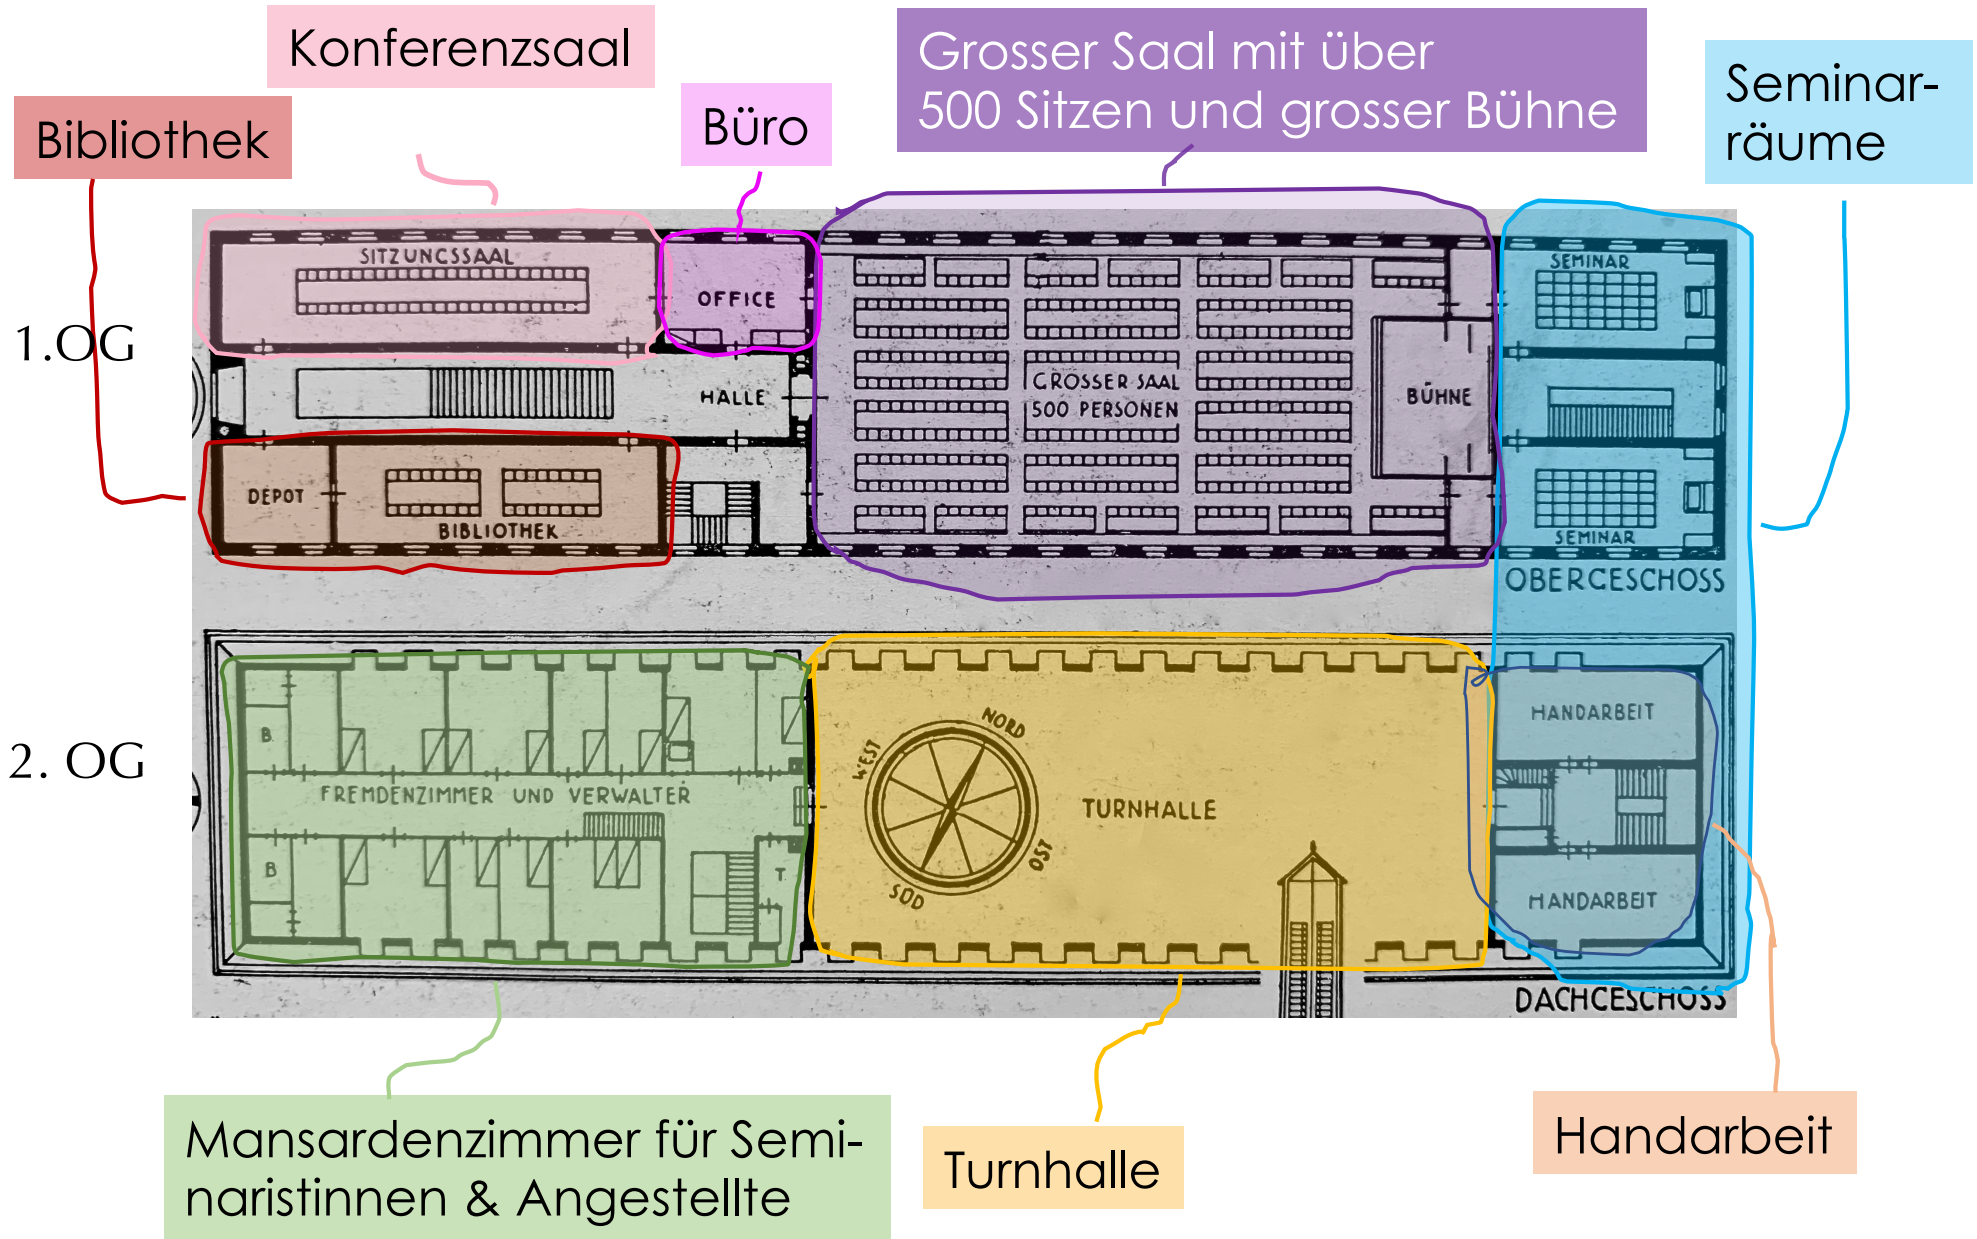 Konferenzsaal
Grosser Saal mit über
500 Sitzen und grosser Bühne
Seminar-
räume
Bibliothek
Büro
1.OG
SITZUNGSSAAL
OFFICE
SEMINAR
HALLE
GROSSER SAAL
500 PERSONEN
BÜHNE
DEPOT
BIBLIOTHEK
SEMINAR
OBERGESCHOSS
2. OG
B
FREMDENZIMMER UND VERWALTER
B
T
NORD
WEST
OST
SÜD
TURNHALLE
HANDARBEIT
HANDARBEIT
DACHGESCHOSS
Mansardenzimmer für Semi-
naristinnen & Angestellte
Turnhalle
Handarbeit